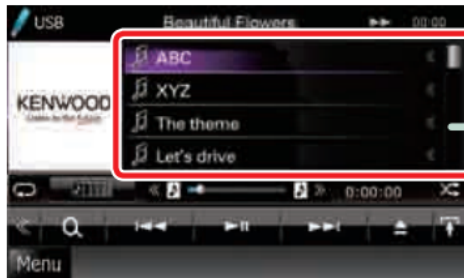 USB Beautiful Flowers 00:00
ABC
XYZ
KENWOOD
The theme
Let's drive
0:00:00
Menu